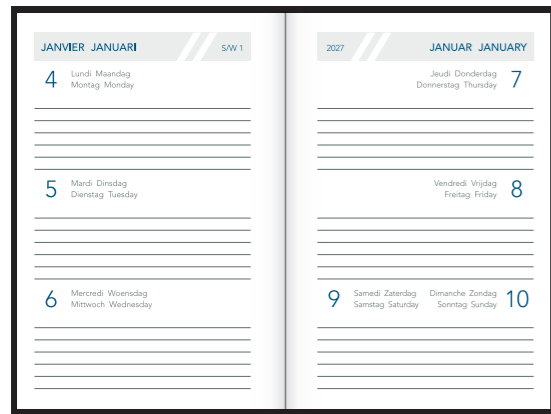 JANVIER JANUARI S/W 1
4 Lundi Maandag
Montag Monday
5 Mardi Dinsdag
Dienstag Tuesday
6 Mercredi Woensdag
Mittwoch Wednesday
2027 JANUAR JANUARY
Jeudi Donderdag 7
Donnerstag Thursday
Vendredi Vrijdag 8
Freitag Friday
9 Samedi Zaterdag Dimanche Zondag 10
Samstag Saturday Sonntag Sunday